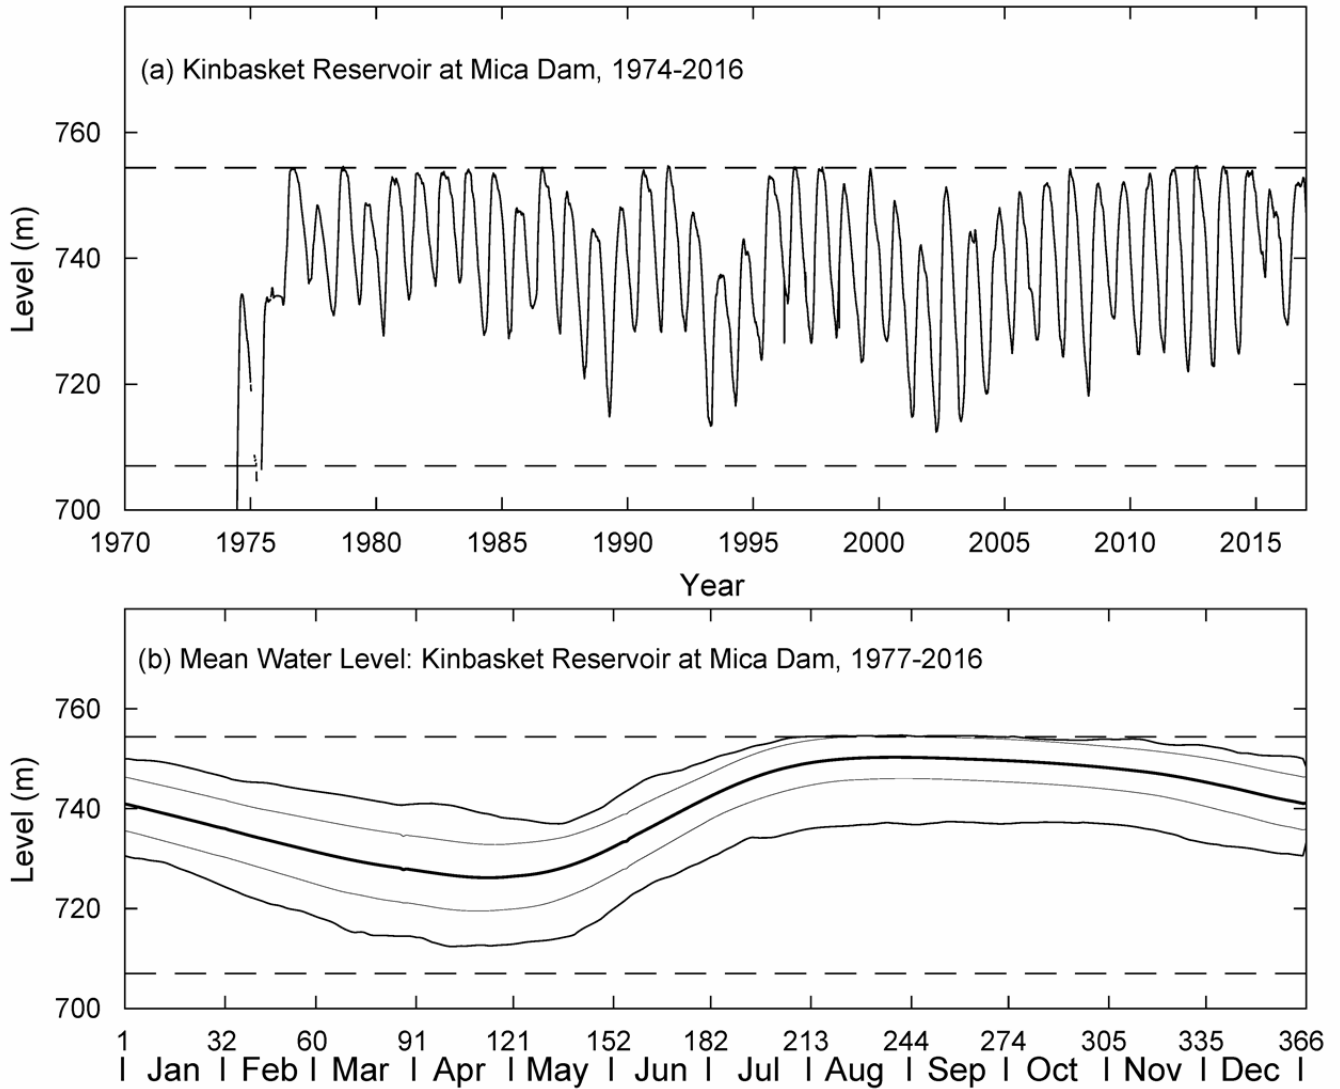 (a) Kinbasket Reservoir at Mica Dam, 1974-2016
760
740
720
700
Level (m)
1970 1975 1980 1985 1990 1995 2000 2005 2010 2015
Year
(b) Mean Water Level: Kinbasket Reservoir at Mica Dam, 1977-2016
760
740
720
700
Level (m)
1 32 60 91 121 152 182 213 244 274 305 335 366
Jan Feb Mar Apr May Jun Jul Aug Sep Oct Nov Dec